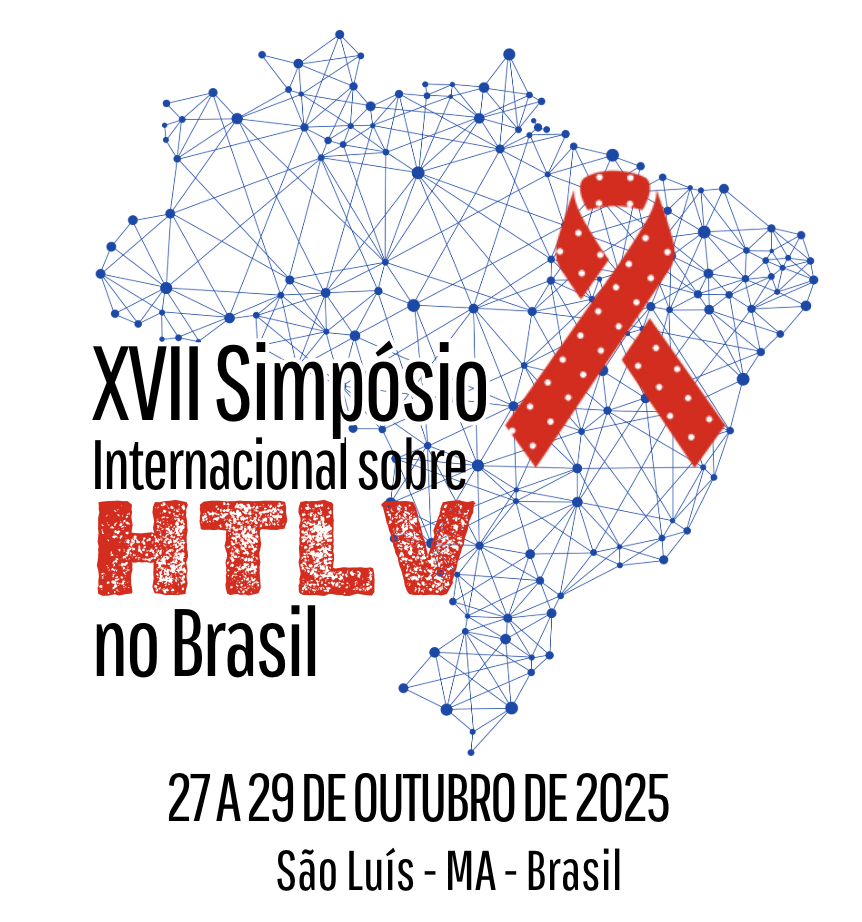 XVII Simpósio
Internacional sobre
HTLV
no Brasil
27 A 29 DE OUTUBRO DE 2025
São Luís - MA - Brasil